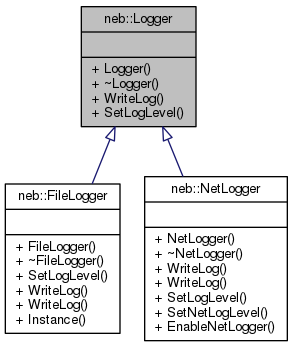 neb::Logger
+ Logger()
+ ~Logger()
+ WriteLog()
+ SetLogLevel()
neb::FileLogger
+ FileLogger()
+ ~FileLogger()
+ SetLogLevel()
+ WriteLog()
+ WriteLog()
+ Instance()
neb::NetLogger
+ NetLogger()
+ ~NetLogger()
+ WriteLog()
+ WriteLog()
+ SetLogLevel()
+ SetNetLogLevel()
+ EnableNetLogger()